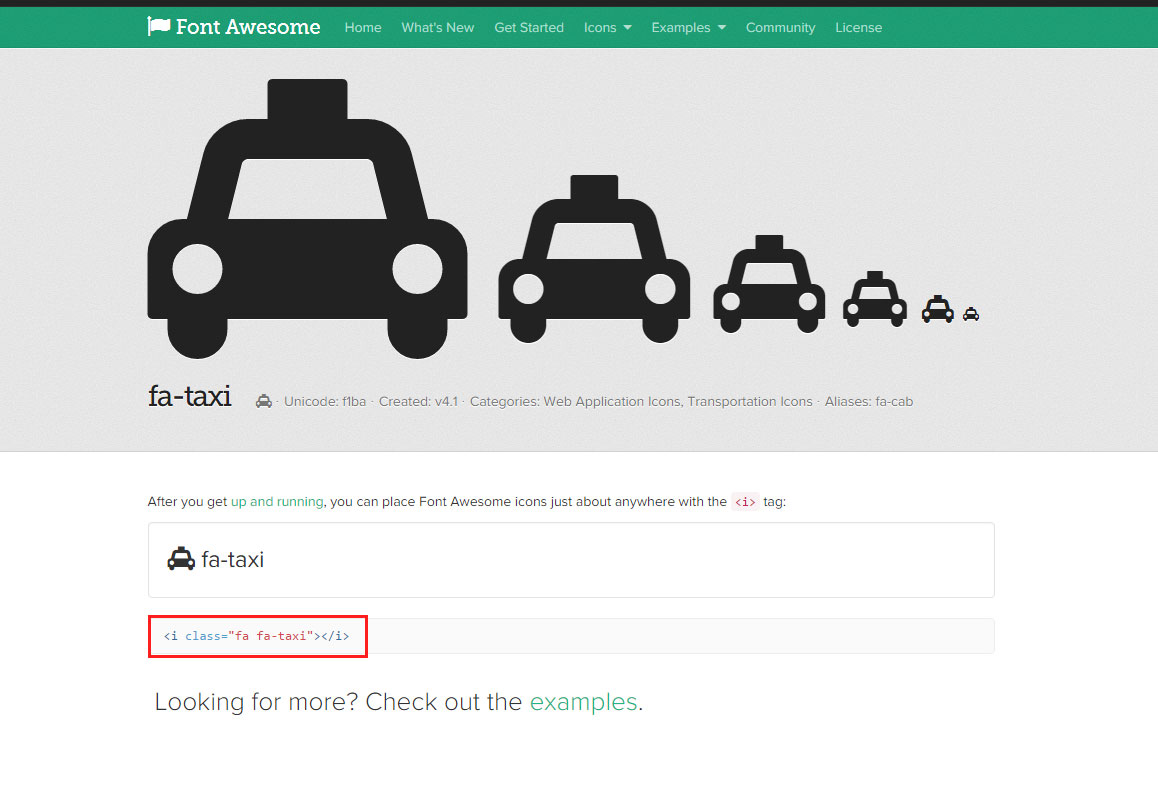 Font Awesome Home What's New Get Started Icons Examples Community License
fa-taxi · Unicode: f1ba · Created: v4.1 · Categories: Web Application Icons, Transportation Icons · Aliases: fa-cab
After you get up and running, you can place Font Awesome icons just about anywhere with the <i> tag:
fa-taxi
<i class="fa fa-taxi"></i>
Looking for more? Check out the examples.